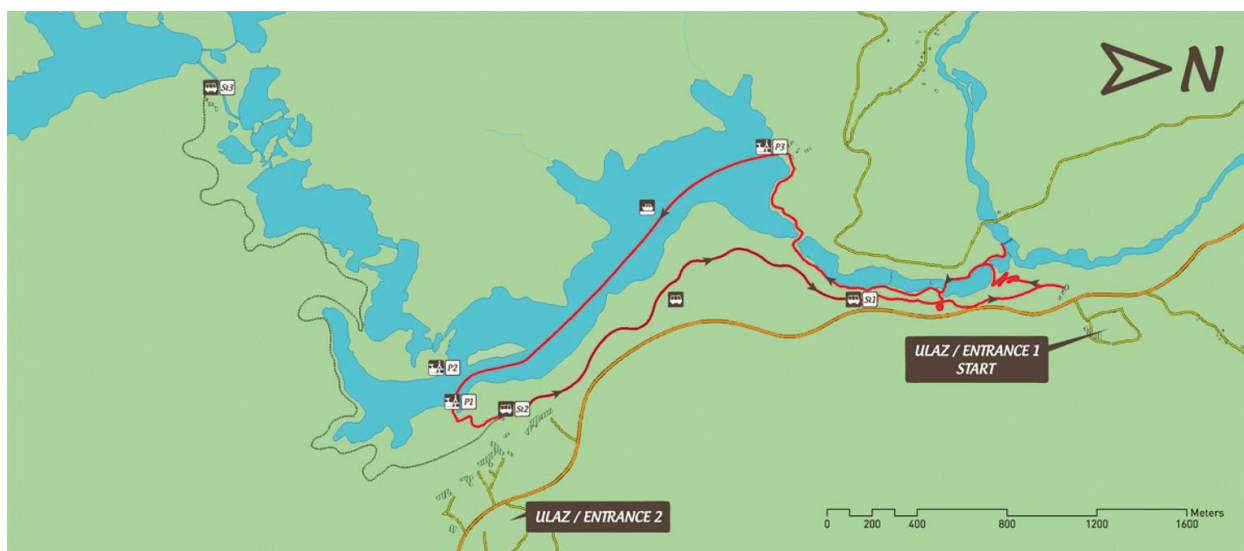 N
St3
P3
St1
ULAZ / ENTRANCE 1
START
P2
P1
St2
ULAZ / ENTRANCE 2
0 200 400 800 1200 1600 Meters